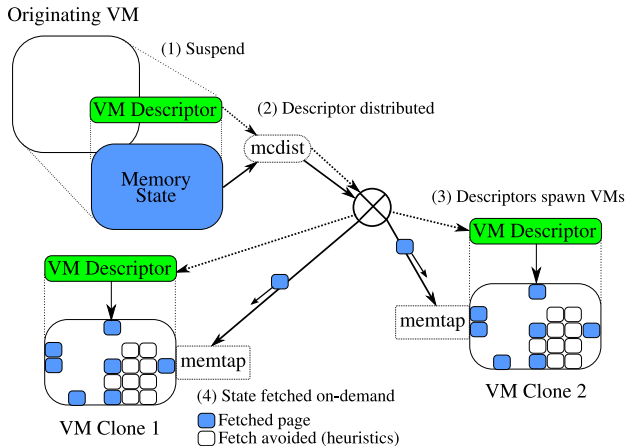 Originating VM
(1) Suspend
VM Descriptor
(2) Descriptor distributed
mcdist
Memory
State
(3) Descriptors spawn VMs
VM Descriptor
VM Descriptor
memtap
memtap
VM Clone 2
(4) State fetched on-demand
Fetched page
Fetch avoided (heuristics)
VM Clone 1